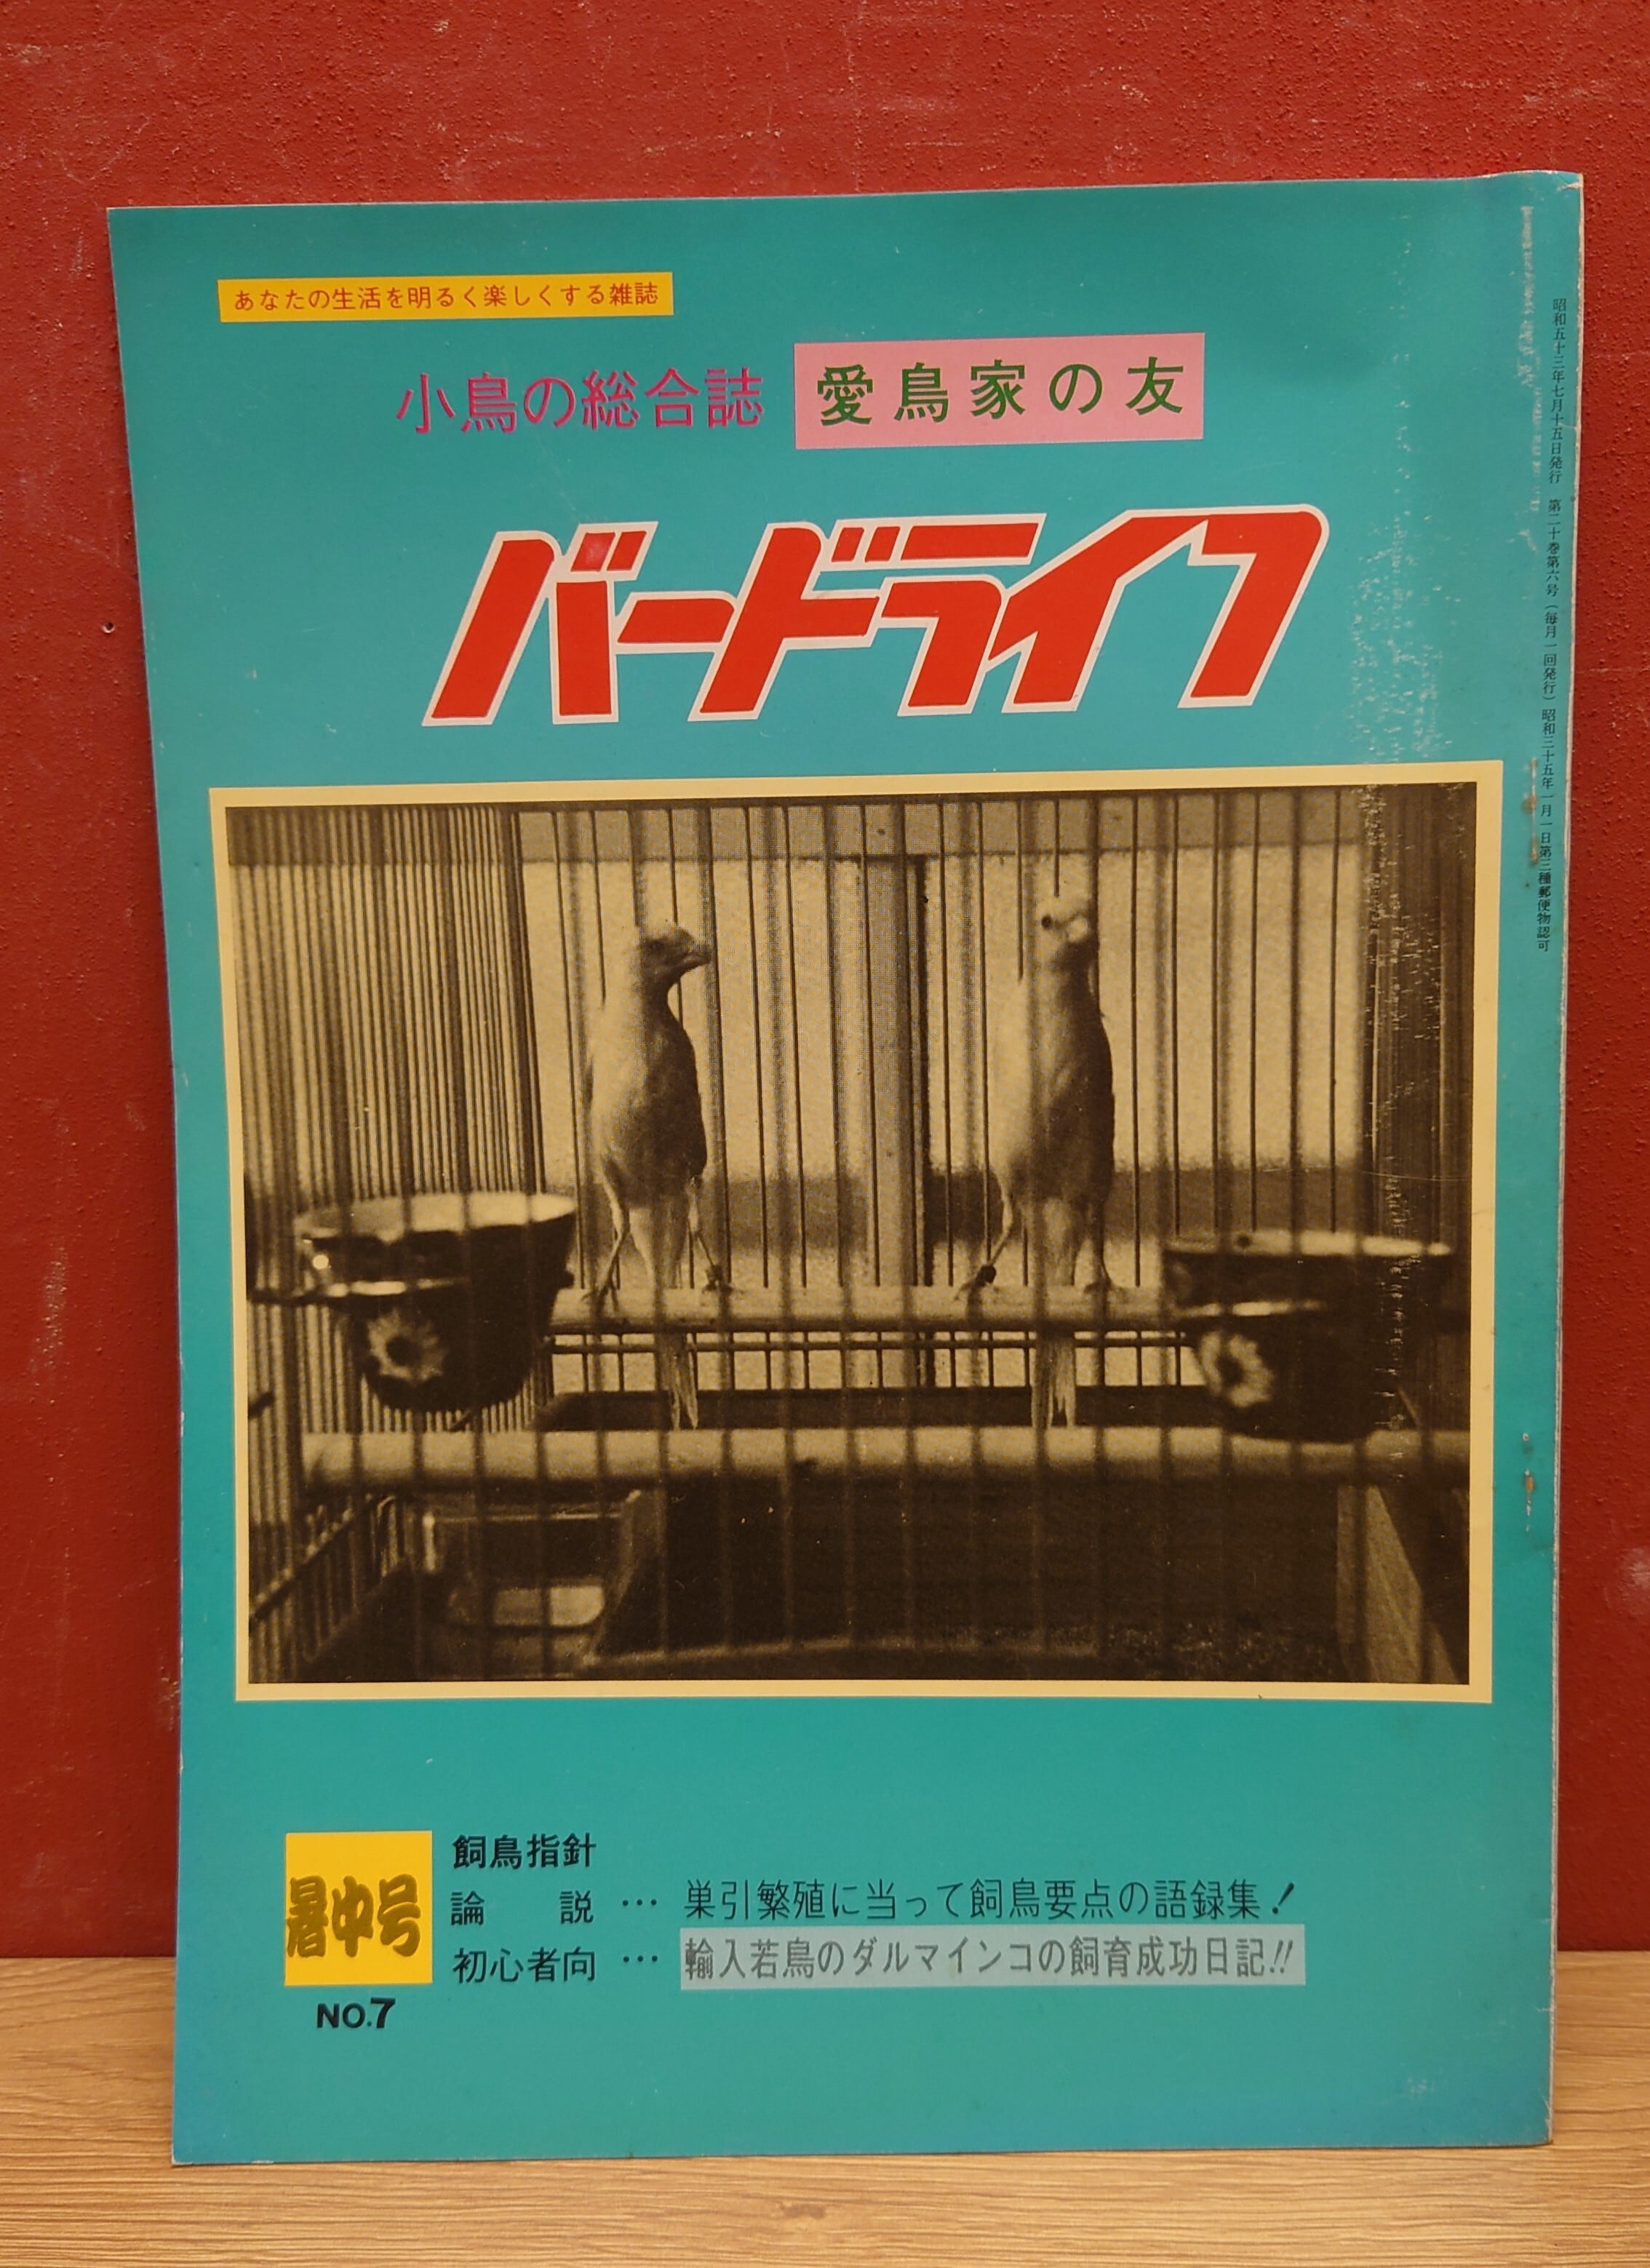 あなたの生活を明るく楽しくする雑誌
小鳥の総合誌 愛鳥家の友
バードライフ
昭和五十三年七月十五日発行 第二十巻第六号(毎月一回発行)昭和三十五年一月一日第三種郵便物認可
暑中号
NO.7
飼鳥指針
論 説 … 巣引繁殖に当って飼鳥要点の語録集!
初心者向 … 輸入若鳥のダルマインコの飼育成功日記!!